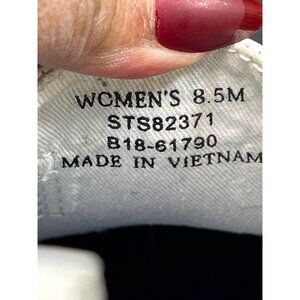 WOMEN'S 8.5M
STS82371
B18-61790
MADE IN VIETNAM